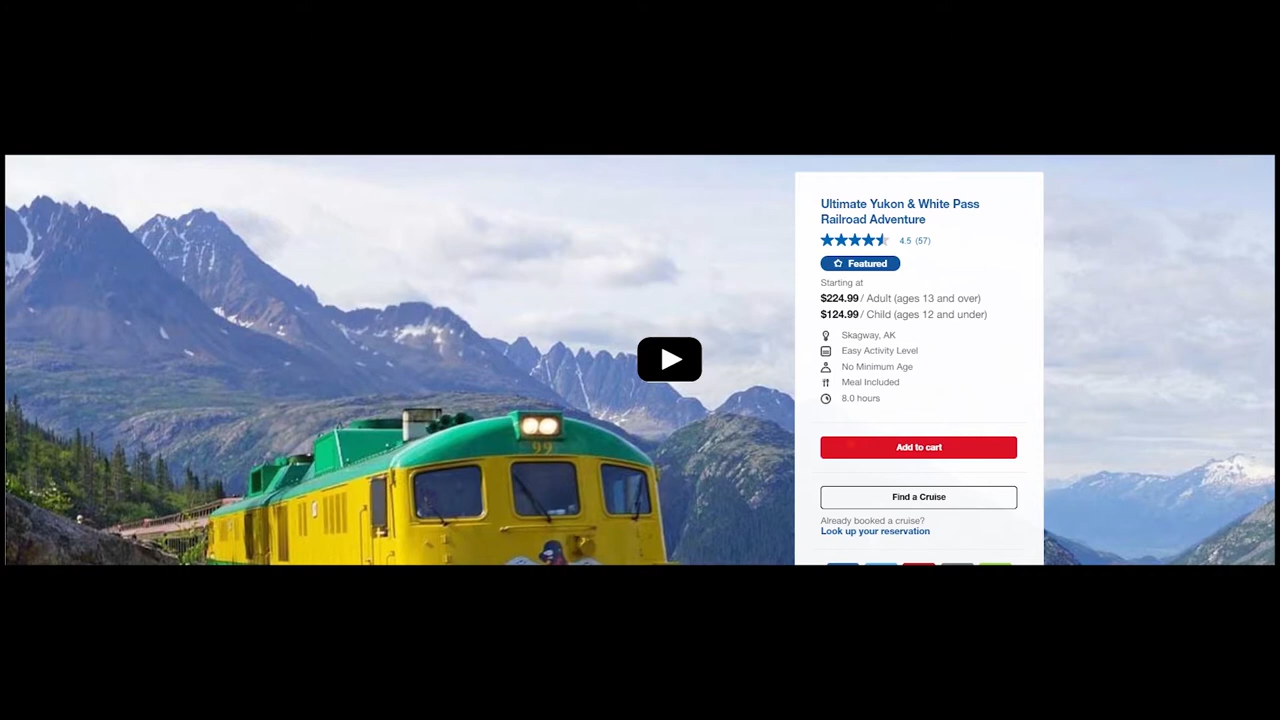 99
Ultimate Yukon & White Pass
Railroad Adventure
4.5 (57)
Featured
Starting at
$224.99 / Adult (ages 13 and over)
$124.99 / Child (ages 12 and under)
Skagway, AK
Easy Activity Level
No Minimum Age
Meal Included
8.0 hours
Add to cart
Find a Cruise
Already booked a cruise?
Look up your reservation